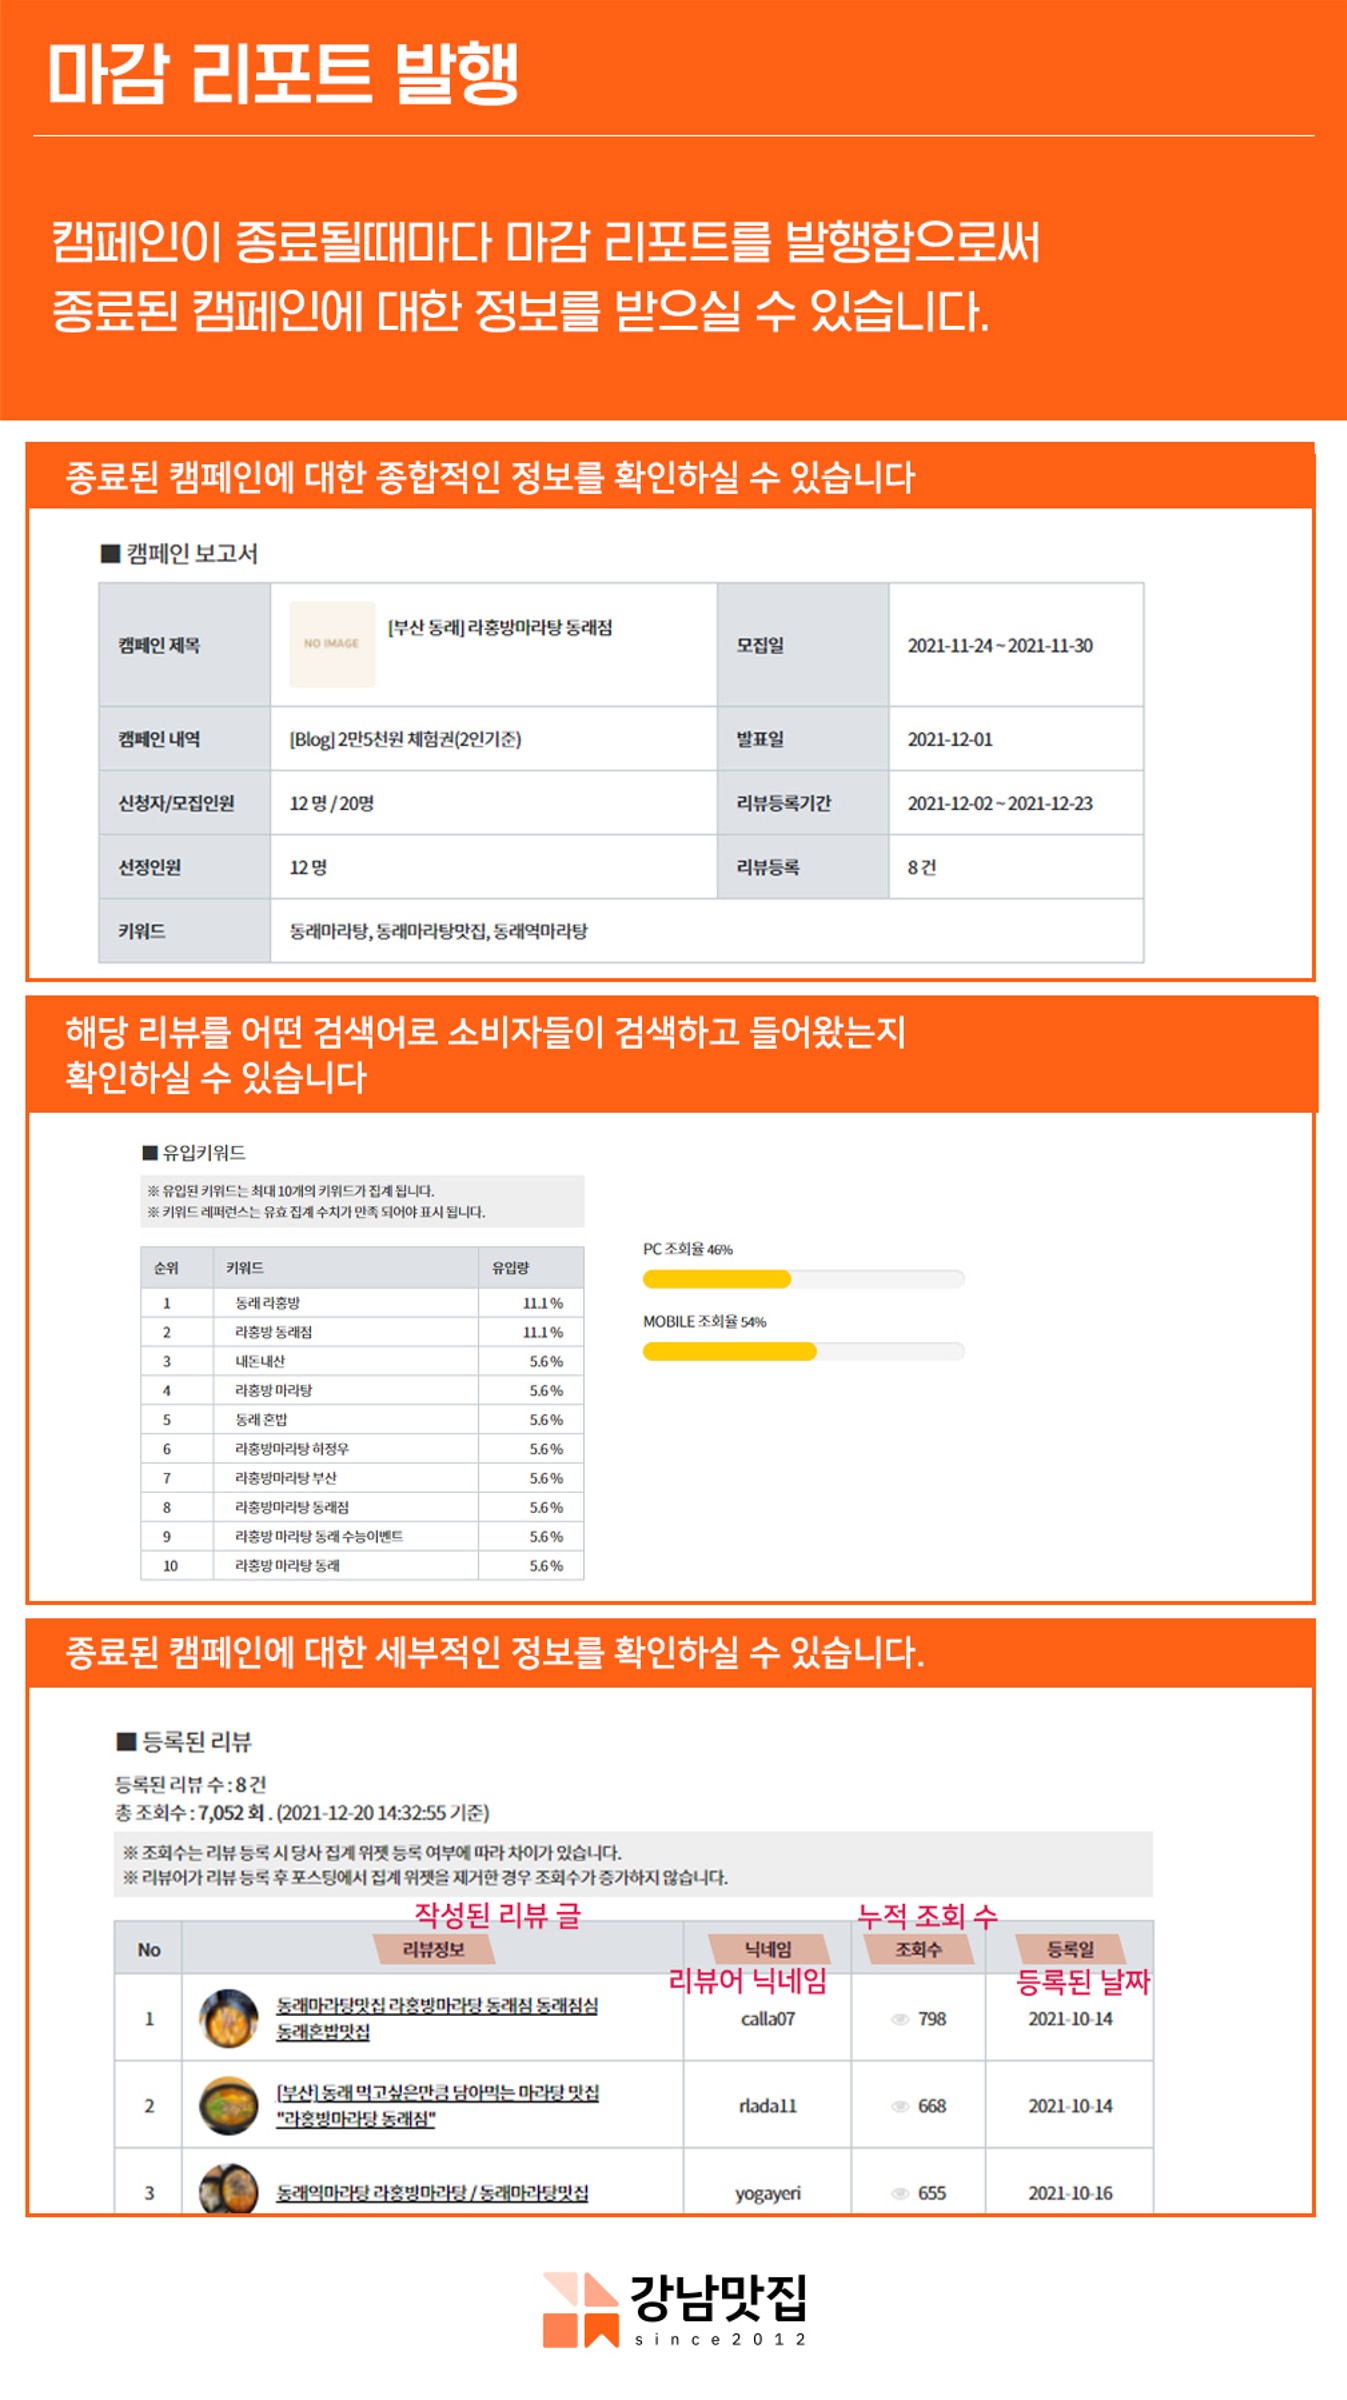 마감 리포트 발행
캠페인이 종료될때마다 마감 리포트를 발행함으로써
종료된 캠페인에 대한 정보를 받으실 수 있습니다.
종료된 캠페인에 대한 종합적인 정보를 확인하실 수 있습니다
■ 캠페인 보고서
캠페인 제목 NO IMAGE [부산 동래] 라홍방마라탕 동래점 모집일 2021-11-24 ~ 2021-11-30
캠페인 내역 [Blog] 2만5천원 체험권(2인기준) 발표일 2021-12-01
신청자/모집인원 12 명 / 20명 리뷰등록기간 2021-12-02 ~ 2021-12-23
선정인원 12 명 리뷰등록 8 건
키워드 동래마라탕, 동래마라탕맛집, 동래역마라탕
해당 리뷰를 어떤 검색어로 소비자들이 검색하고 들어왔는지
확인하실 수 있습니다
■ 유입키워드
※ 유입된 키워드는 최대 10개의 키워드가 집계 됩니다.
※ 키워드 레퍼런스는 유효 집계 수치가 만족 되어야 표시 됩니다.
순위 키워드 유입량
1 동래 라홍방 11.1 %
2 라홍방 동래점 11.1 %
3 내돈내산 5.6 %
4 라홍방 마라탕 5.6 %
5 동래 혼밥 5.6 %
6 라홍방마라탕 하정우 5.6 %
7 라홍방마라탕 부산 5.6 %
8 라홍방마라탕 동래점 5.6 %
9 라홍방 마라탕 동래 수능이벤트 5.6 %
10 라홍방 마라탕 동래 5.6 %
PC 조회율 46%
MOBILE 조회율 54%
종료된 캠페인에 대한 세부적인 정보를 확인하실 수 있습니다.
■ 등록된 리뷰
등록된 리뷰 수 : 8 건
총 조회수 : 7,052 회 . (2021-12-20 14:32:55 기준)
※ 조회수는 리뷰 등록 시 당사 집계 위젯 등록 여부에 따라 차이가 있습니다.
※ 리뷰어가 리뷰 등록 후 포스팅에서 집계 위젯을 제거한 경우 조회수가 증가하지 않습니다.
작성된 리뷰 글 누적 조회 수
No 리뷰정보 닉네임 조회수 등록일
리뷰어 닉네임 등록된 날짜
1 동래마라탕맛집 라홍방마라탕 동래점 동래점심
동래혼밥맛집 calla07 798 2021-10-14
2 [부산] 동래 먹고싶은만큼 담아먹는 마라탕 맛집
"라홍방마라탕 동래점" rlada11 668 2021-10-14
3 동래역마라탕 라홍방마라탕 / 동래마라탕맛집 yogayeri 655 2021-10-16
강남맛집
since2012